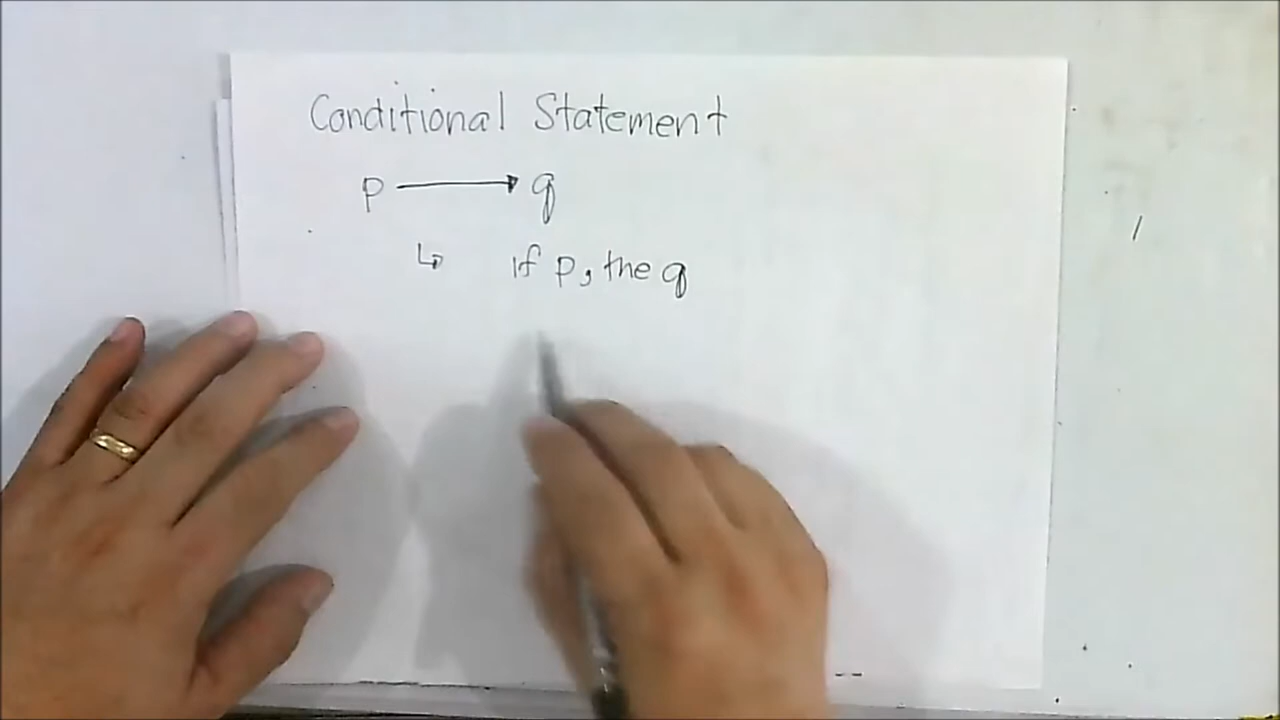 Conditional Statement
p → q
↳ If p, the q